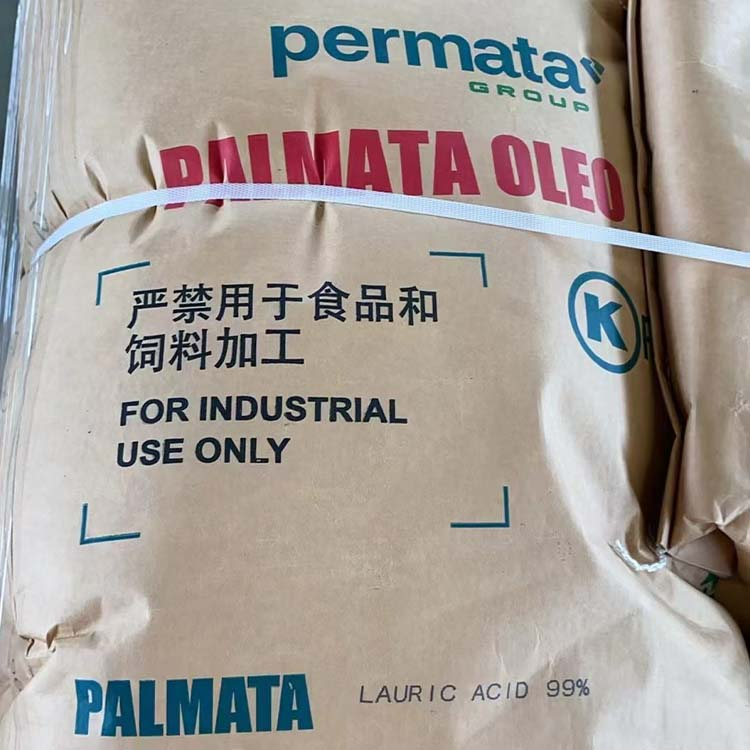 permata
GROUP
PALMATA OLEO
严禁用于食品和
饲料加工
FOR INDUSTRIAL
USE ONLY
K
PALMATA
LAURIC ACID 99%